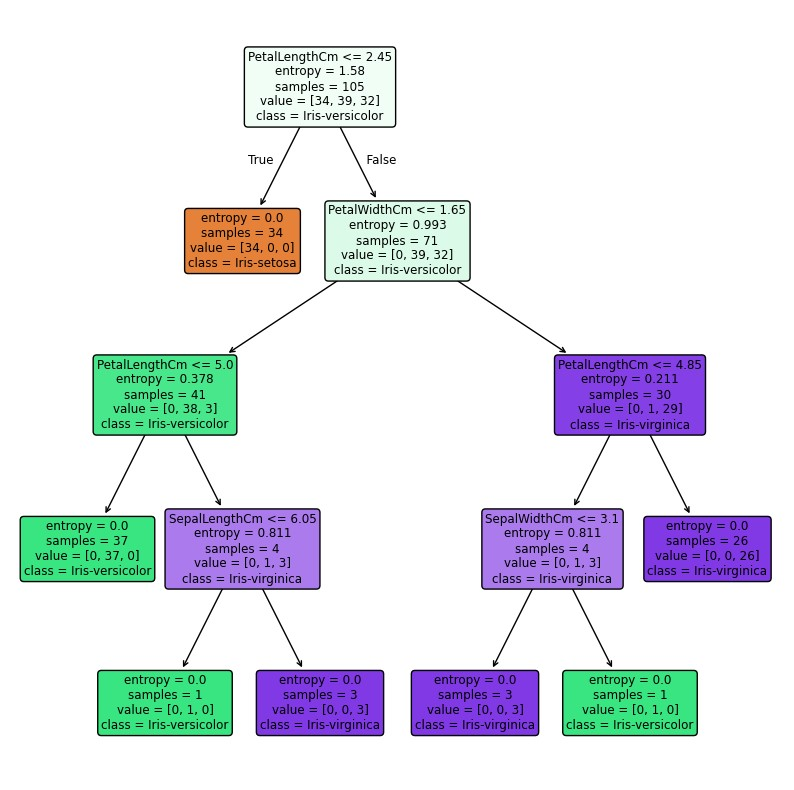 PetalLengthCm <= 2.45
entropy = 1.58
samples = 105
value = [34, 39, 32]
class = Iris-versicolor
True
False
entropy = 0.0
samples = 34
value = [34, 0, 0]
class = Iris-setosa
PetalWidthCm <= 1.65
entropy = 0.993
samples = 71
value = [0, 39, 32]
class = Iris-versicolor
PetalLengthCm <= 5.0
entropy = 0.378
samples = 41
value = [0, 38, 3]
class = Iris-versicolor
PetalLengthCm <= 4.85
entropy = 0.211
samples = 30
value = [0, 1, 29]
class = Iris-virginica
entropy = 0.0
samples = 37
value = [0, 37, 0]
class = Iris-versicolor
SepalLengthCm <= 6.05
entropy = 0.811
samples = 4
value = [0, 1, 3]
class = Iris-virginica
SepalWidthCm <= 3.1
entropy = 0.811
samples = 4
value = [0, 1, 3]
class = Iris-virginica
entropy = 0.0
samples = 26
value = [0, 0, 26]
class = Iris-virginica
entropy = 0.0
samples = 1
value = [0, 1, 0]
class = Iris-versicolor
entropy = 0.0
samples = 3
value = [0, 0, 3]
class = Iris-virginica
entropy = 0.0
samples = 3
value = [0, 0, 3]
class = Iris-virginica
entropy = 0.0
samples = 1
value = [0, 1, 0]
class = Iris-versicolor